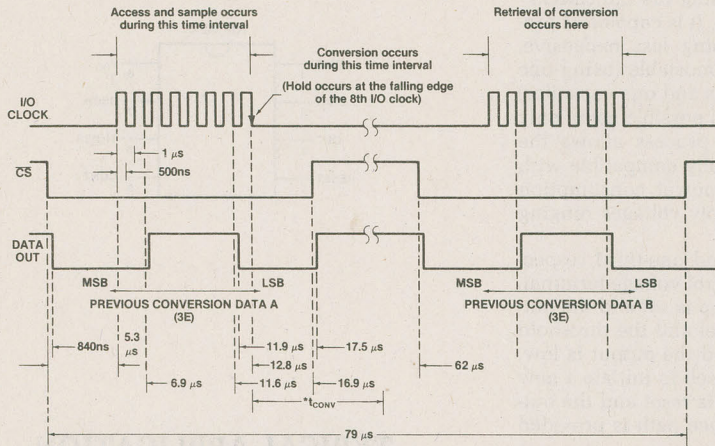 Access and sample occurs
during this time interval
Retrieval of conversion
occurs here
Conversion occurs
during this time interval
(Hold occurs at the falling edge
of the 8th I/O clock)
I/O
CLOCK
1 μs
500ns
CS
DATA
OUT
MSB
LSB
MSB
LSB
PREVIOUS CONVERSION DATA A
(3E)
PREVIOUS CONVERSION DATA B
(3E)
840ns
5.3
μs
11.9 μs
17.5 μs
12.8 μs
62 μs
6.9 μs
11.6 μs
16.9 μs
*tCONV
79 μs